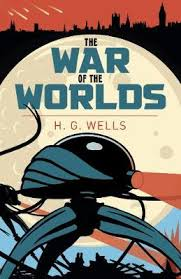 THE
WAR
OF THE
WORLDS
H. G. WELLS